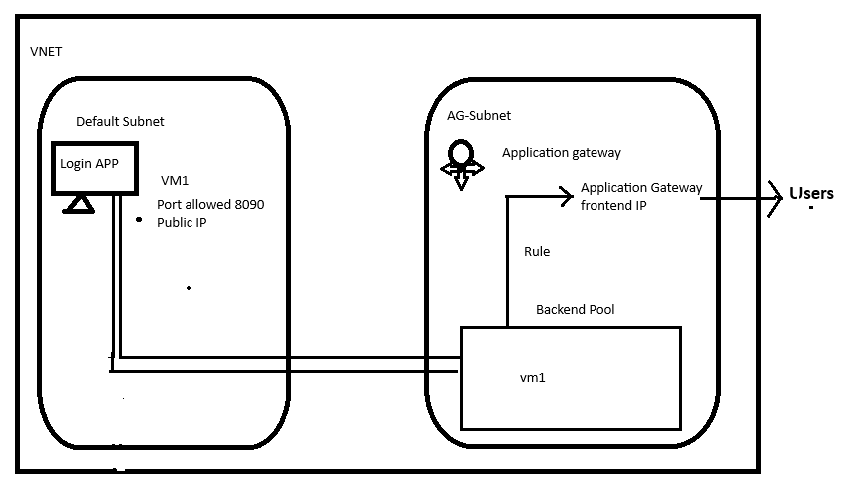 VNET
Default Subnet
Login APP
VM1
Port allowed 8090
Public IP
AG-Subnet
Application gateway
Application Gateway
frontend IP
Users
Rule
Backend Pool
vm1